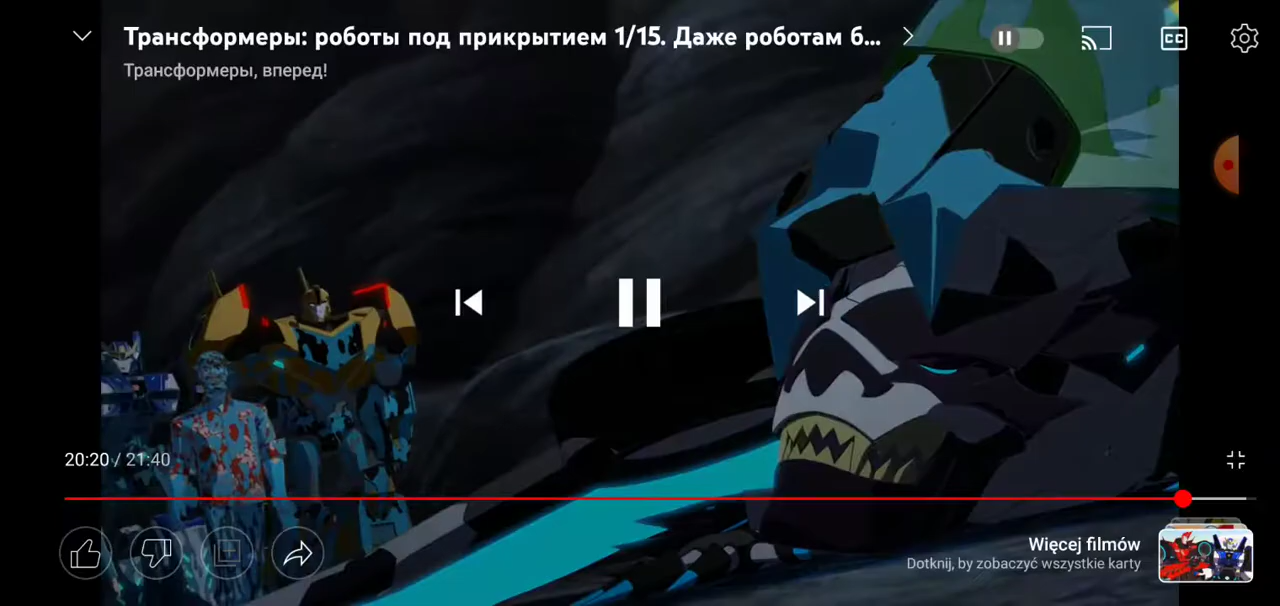 Трансформеры: роботы под прикрытием 1/15. Даже роботам б...
Трансформеры, вперед!
CC
20:20 / 21:40
Więcej filmów
Dotknij, by zobaczyć wszystkie karty